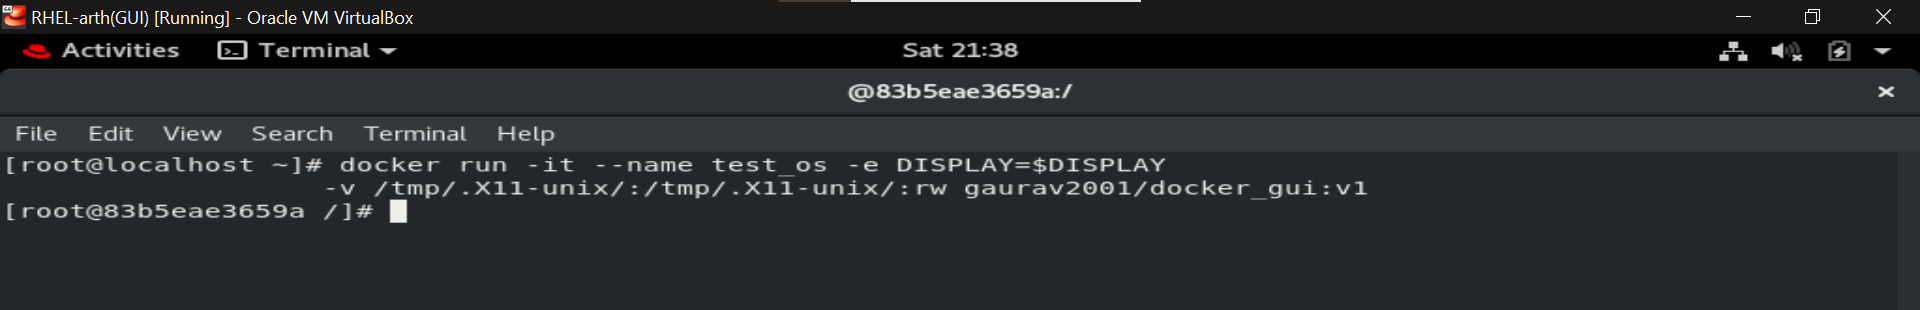 RHEL-arth(GUI) [Running] - Oracle VM VirtualBox
Activities Terminal Sat 21:38
@83b5eae3659a:/
File Edit View Search Terminal Help
[root@localhost ~]# docker run -it --name test_os -e DISPLAY=$DISPLAY
-v /tmp/.X11-unix/:/tmp/.X11-unix/:rw gaurav2001/docker_gui:v1
[root@83b5eae3659a /]#